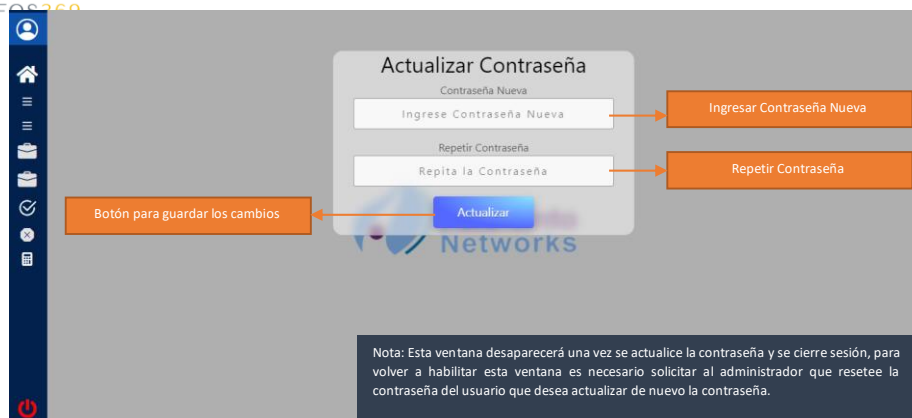 Actualizar Contraseña
Contraseña Nueva
Ingrese Contraseña Nueva
Ingresar Contraseña Nueva
Repetir Contraseña
Repita la Contraseña
Repetir Contraseña
Botón para guardar los cambios
Actualizar
Networks
Nota: Esta ventana desaparecerá una vez se actualice la contraseña y se cierre sesión, para
volver a habilitar esta ventana es necesario solicitar al administrador que resetee la
contraseña del usuario que desea actualizar de nuevo la contraseña.